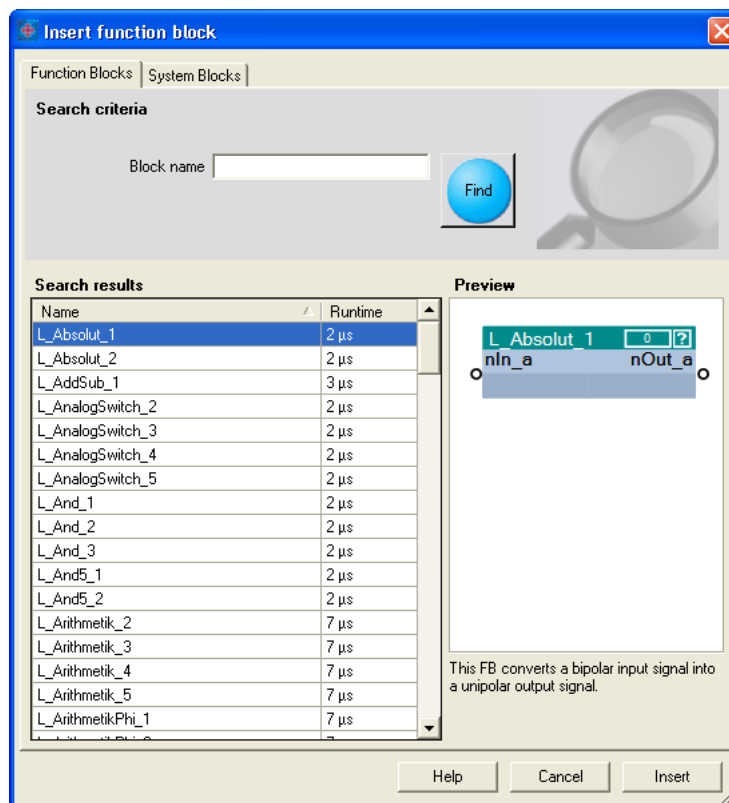 Insert function block
Function Blocks System Blocks
Search criteria
Block name
Find
Search results
Name Runtime
L_Absolut_1 2 µs
L_Absolut_2 2 µs
L_AddSub_1 3 µs
L_AnalogSwitch_2 2 µs
L_AnalogSwitch_3 2 µs
L_AnalogSwitch_4 2 µs
L_AnalogSwitch_5 2 µs
L_And_1 2 µs
L_And_2 2 µs
L_And_3 2 µs
L_And5_1 2 µs
L_And5_2 2 µs
L_Arithmetik_2 7 µs
L_Arithmetik_3 7 µs
L_Arithmetik_4 7 µs
L_Arithmetik_5 7 µs
L_ArithmetikPhi_1 7 µs
Preview
L_Absolut_1 0 ?
nIn_a nOut_a
This FB converts a bipolar input signal into
a unipolar output signal.
Help Cancel Insert